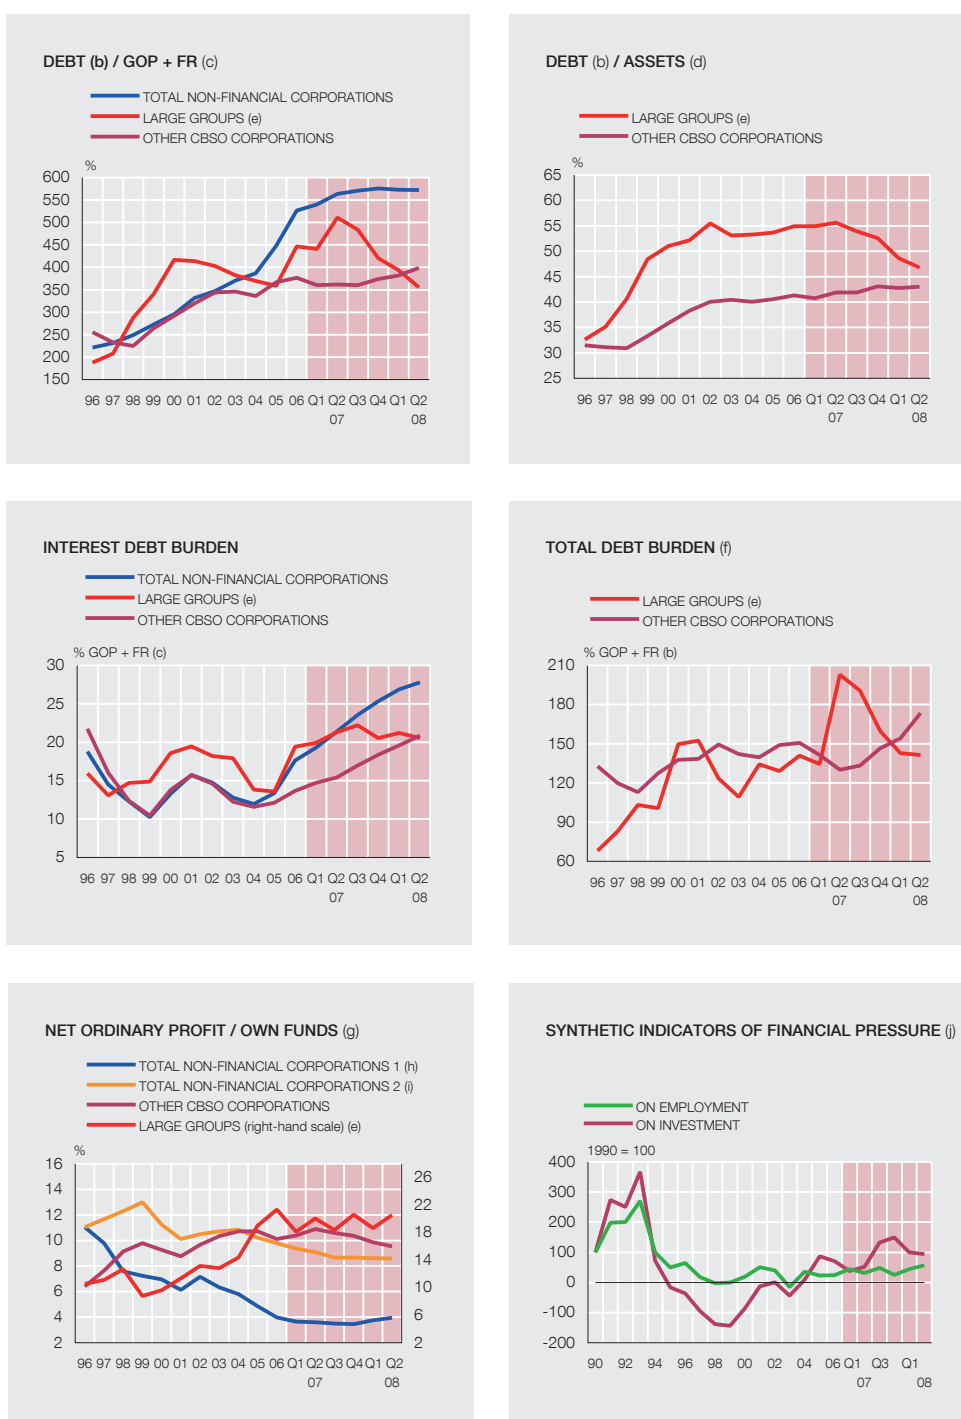 DEBT (b) / GOP + FR (c)
TOTAL NON-FINANCIAL CORPORATIONS
LARGE GROUPS (e)
OTHER CBSO CORPORATIONS
%
600
550
500
450
400
350
300
250
200
150
96 97 98 99 00 01 02 03 04 05 06 Q1 Q2 Q3 Q4 Q1 Q2
07 08
DEBT (b) / ASSETS (d)
LARGE GROUPS (e)
OTHER CBSO CORPORATIONS
%
65
60
55
50
45
40
35
30
25
96 97 98 99 00 01 02 03 04 05 06 Q1 Q2 Q3 Q4 Q1 Q2
07 08
INTEREST DEBT BURDEN
TOTAL NON-FINANCIAL CORPORATIONS
LARGE GROUPS (e)
OTHER CBSO CORPORATIONS
% GOP + FR (c)
30
25
20
15
10
5
96 97 98 99 00 01 02 03 04 05 06 Q1 Q2 Q3 Q4 Q1 Q2
07 08
TOTAL DEBT BURDEN (f)
LARGE GROUPS (e)
OTHER CBSO CORPORATIONS
% GOP + FR (b)
210
180
150
120
90
60
96 97 98 99 00 01 02 03 04 05 06 Q1 Q2 Q3 Q4 Q1 Q2
07 08
NET ORDINARY PROFIT / OWN FUNDS (g)
TOTAL NON-FINANCIAL CORPORATIONS 1 (h)
TOTAL NON-FINANCIAL CORPORATIONS 2 (i)
OTHER CBSO CORPORATIONS
LARGE GROUPS (right-hand scale) (e)
%
16
14
12
10
8
6
4
2
26
22
18
14
10
6
2
96 97 98 99 00 01 02 03 04 05 06 Q1 Q2 Q3 Q4 Q1 Q2
07 08
SYNTHETIC INDICATORS OF FINANCIAL PRESSURE (j)
ON EMPLOYMENT
ON INVESTMENT
1990 = 100
400
300
200
100
0
-100
-200
90 92 94 96 98 00 02 04 06 Q1 Q3 Q1
07 08